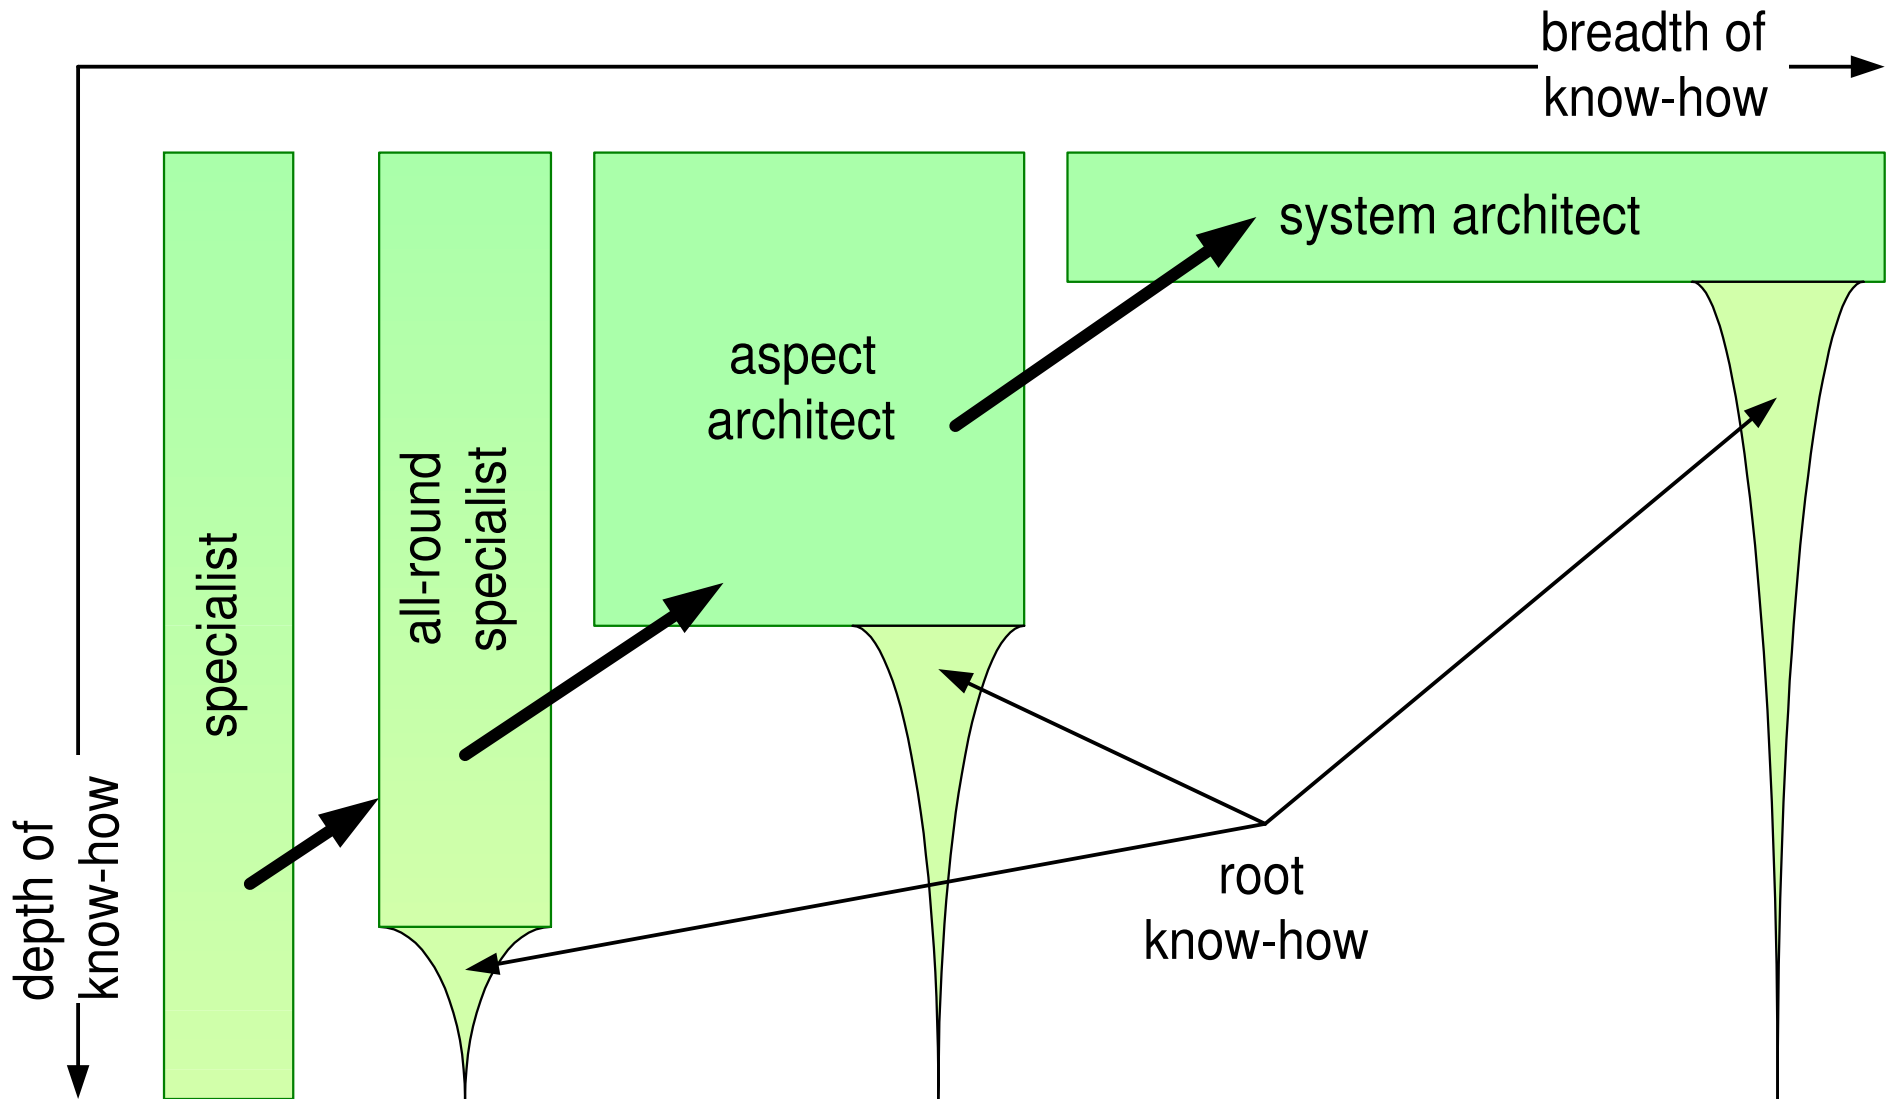 breadth of
know-how
system architect
aspect
architect
all-round
specialist
specialist
depth of
know-how
root
know-how